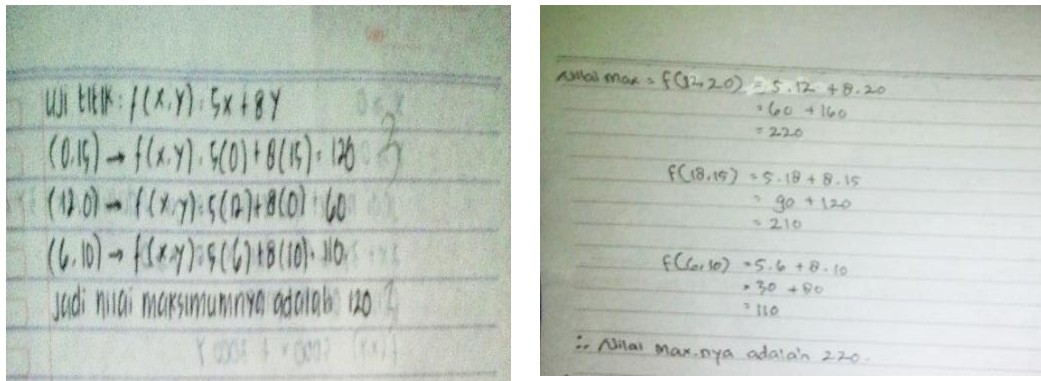 Uji titik : f(x,y) = 5x + 8y
(0,15) → f(x,y) = 5(0) + 8(15) = 120
(12,0) → f(x,y) = 5(12) + 8(0) = 60
(6,10) → f(x,y) = 5(6) + 8(10) = 110
Jadi nilai maksimumnya adalah 120
Nilai max = f(12,20) = 5.12 + 8.20
= 60 + 160
= 220
f(18,15) = 5.18 + 8.15
= 90 + 120
= 210
f(6,10) = 5.6 + 8.10
= 30 + 80
= 110
∴ Nilai max.nya adalah 220.